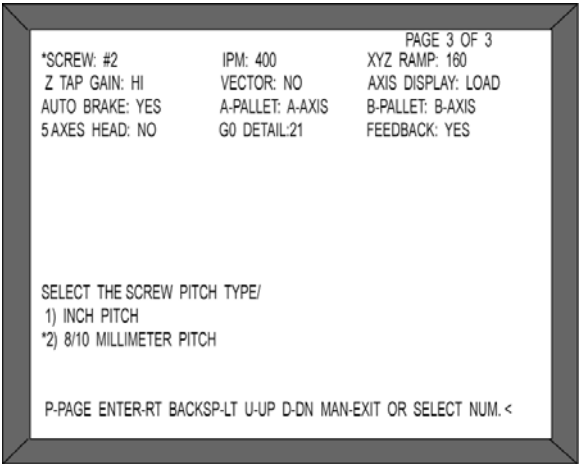 PAGE 3 OF 3
*SCREW: #2 IPM: 400 XYZ RAMP: 160
Z TAP GAIN: HI VECTOR: NO AXIS DISPLAY: LOAD
AUTO BRAKE: YES A-PALLET: A-AXIS B-PALLET: B-AXIS
5 AXES HEAD: NO G0 DETAIL:21 FEEDBACK: YES
SELECT THE SCREW PITCH TYPE/
1) INCH PITCH
*2) 8/10 MILLIMETER PITCH
P-PAGE ENTER-RT BACKSP-LT U-UP D-DN MAN-EXIT OR SELECT NUM. <